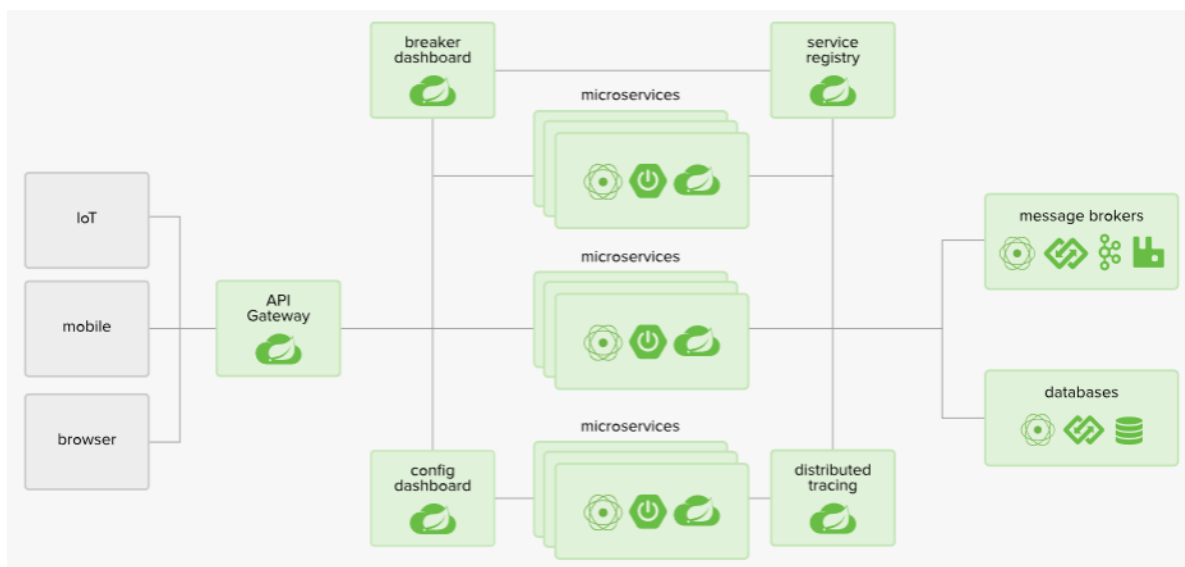 breaker
dashboard
service
registry
microservices
IoT
message brokers
microservices
API
Gateway
mobile
databases
browser
microservices
config
dashboard
distributed
tracing